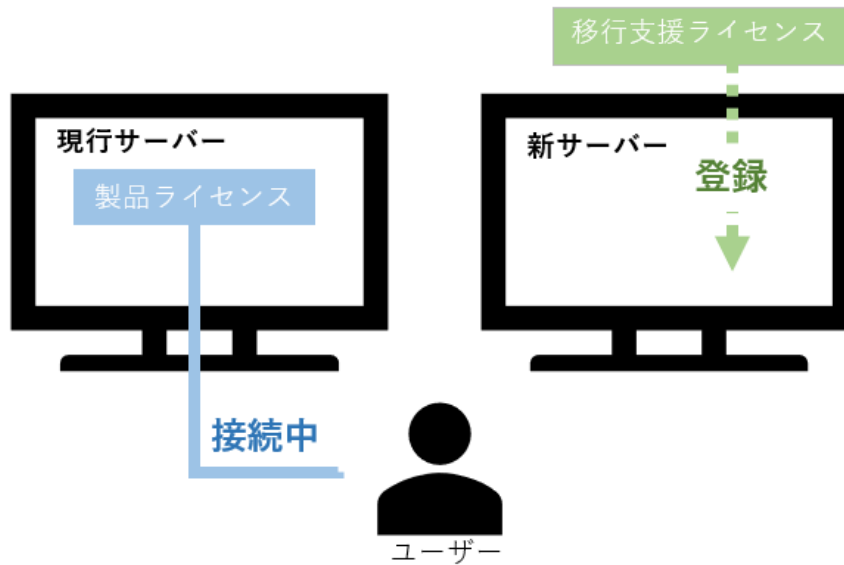 移行支援ライセンス
現行サーバー
製品ライセンス
新サーバー
登録
接続中
ユーザー